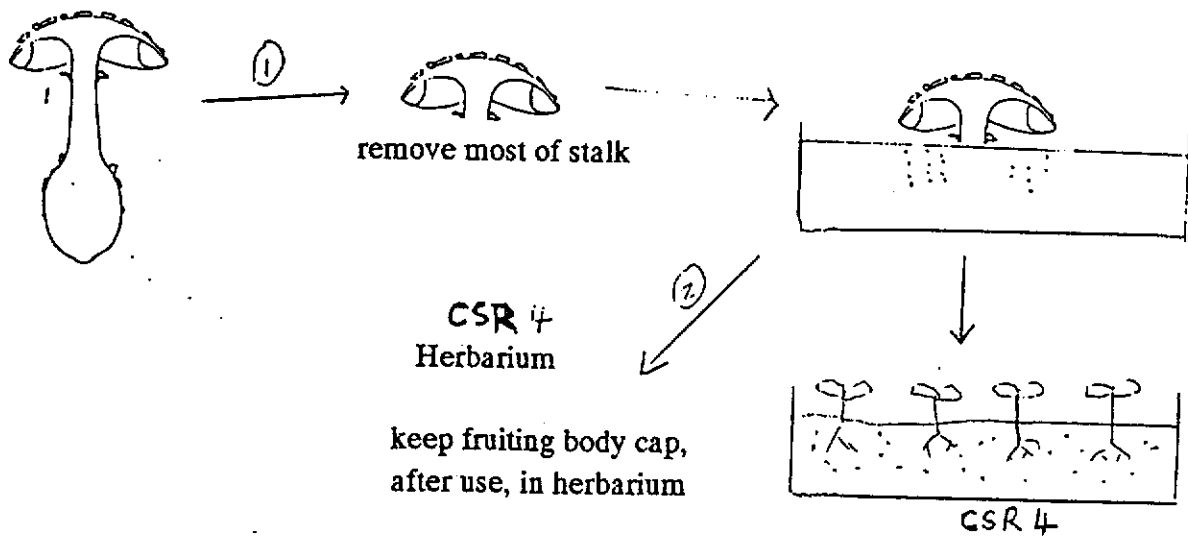 ①
remove most of stalk
②
CSR 4
Herbarium
keep fruiting body cap,
after use, in herbarium
CSR 4